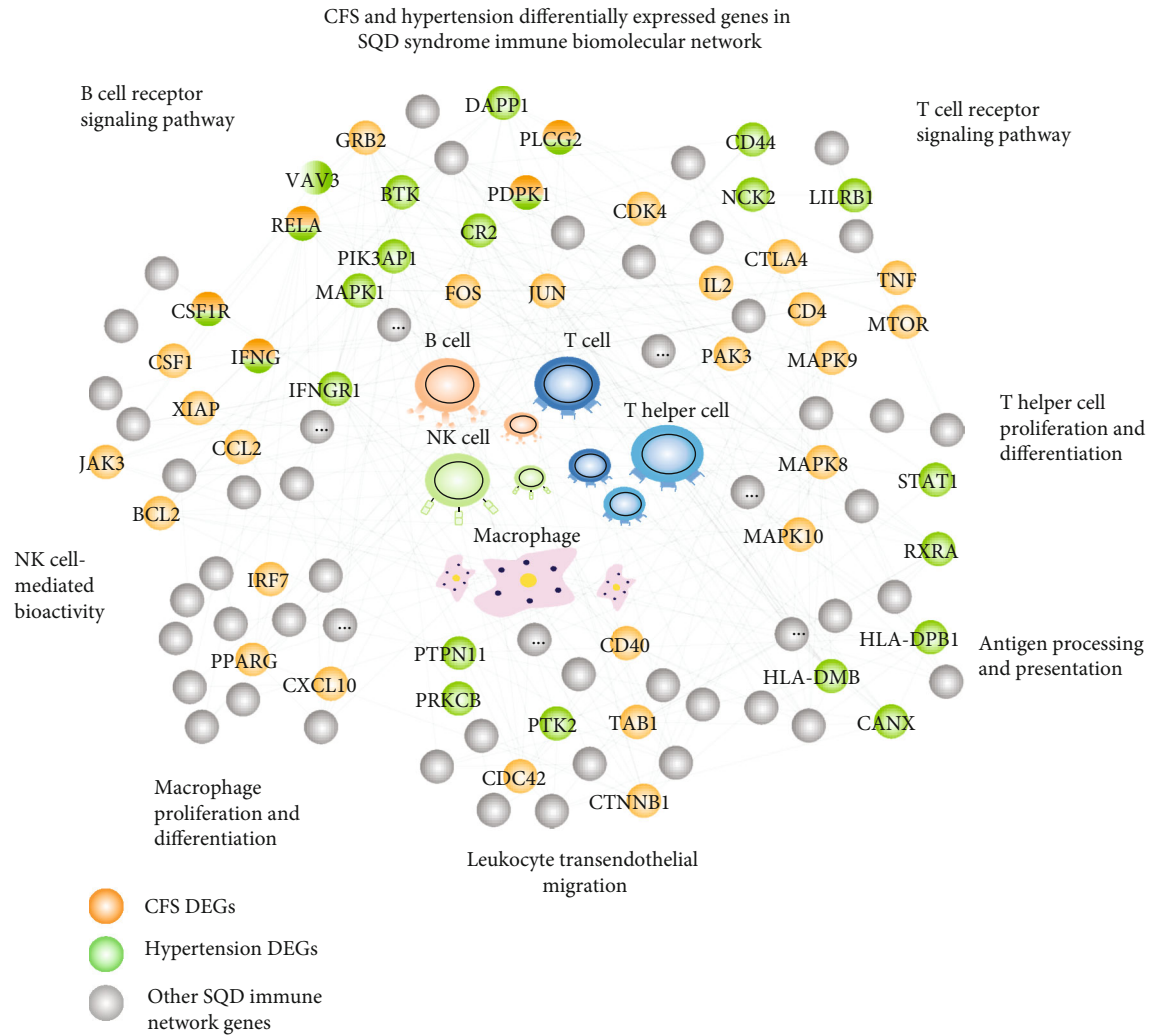 CFS and hypertension differentially expressed genes in
SQD syndrome immune biomolecular network
B cell receptor
signaling pathway
T cell receptor
signaling pathway
DAPP1
GRB2
PLCG2
CD44
VAV3
BTK
PDPK1
NCK2
LILRB1
CDK4
RELA
CR2
PIK3AP1
CTLA4
MAPK1
FOS
JUN
IL2
TNF
CSF1R
CD4
MTOR
...
B cell
T cell
...
PAK3
MAPK9
CSF1
IFNG
IFNGR1
XIAP
T helper cell
...
NK cell
CCL2
JAK3
T helper cell
proliferation and
differentiation
MAPK8
STAT1
...
BCL2
MAPK10
Macrophage
RXRA
NK cell-
mediated
bioactivity
IRF7
...
...
...
PTPN11
CD40
HLA-DPB1
Antigen processing
and presentation
PPARG
CXCL10
HLA-DMB
PRKCB
PTK2
TAB1
CANX
CDC42
CTNNB1
Macrophage
proliferation and
differentiation
Leukocyte transendothelial
migration
CFS DEGs
Hypertension DEGs
Other SQD immune
network genes